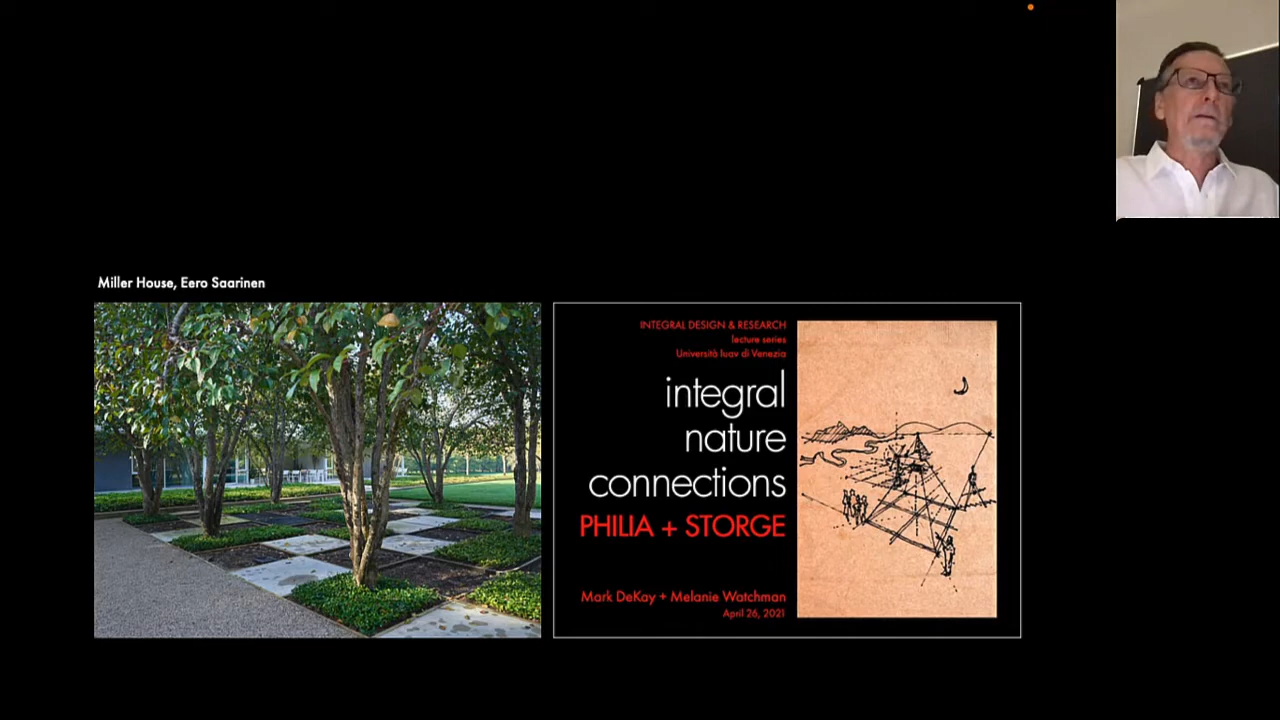 Miller House, Eero Saarinen
INTEGRAL DESIGN & RESEARCH
lecture series
Università Iuav di Venezia
integral
nature
connections
PHILIA + STORGE
Mark DeKay + Melanie Watchman
April 26, 2021